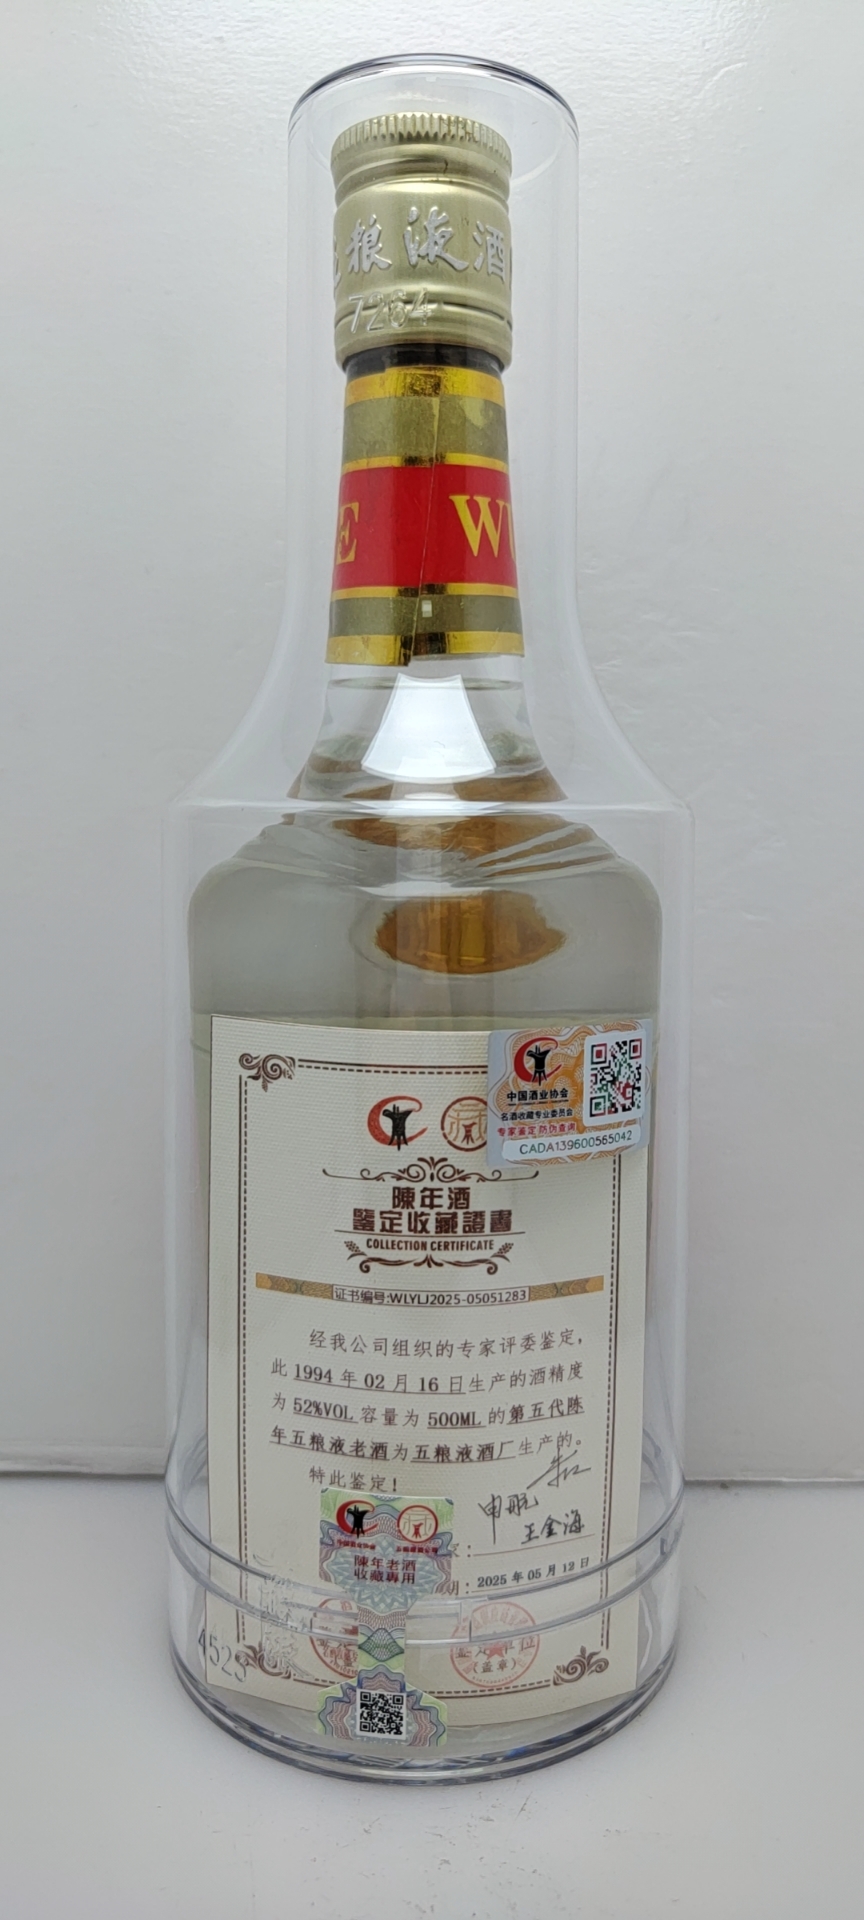 粮液酒
7264
E WU
中国酒业协会
名酒收藏专业委员会
专家鉴定 防伪查询
CADA139600565042
陳年酒
鑒定收藏證書
COLLECTION CERTIFICATE
证书编号:WLYLJ2025-05051283
经我公司组织的专家评委鉴定，
此 1994 年 02 月 16 日生产的酒精度
为 52%VOL 容量为 500ML 的第五代陈
年五粮液老酒为五粮液酒厂生产的。
特此鉴定！
申航
王金海
陳年老酒
收藏專用
期：2025 年 05 月 12 日
(盖章)
4523